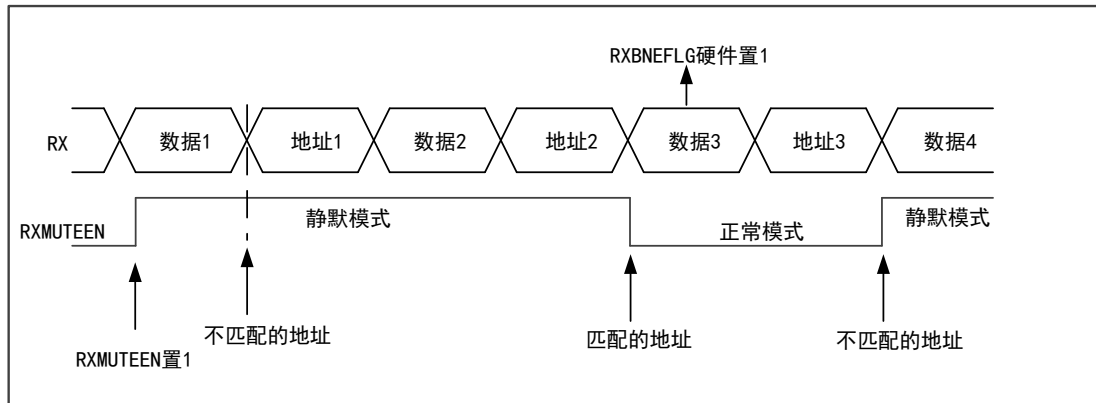 RXBNEFLG硬件置1
RX
数据1
地址1
数据2
地址2
数据3
地址3
数据4
RXMUTEEN
静默模式
正常模式
静默模式
不匹配的地址
匹配的地址
不匹配的地址
RXMUTEEN置1